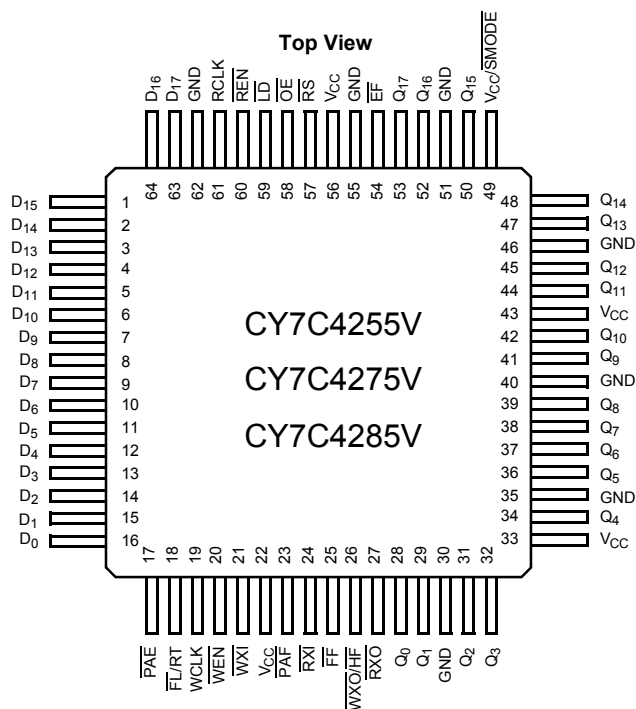 Top View
D16 D17 GND RCLK REN LD OE RS VCC GND EF Q17 Q16 GND Q15 VCC/SMODE
64 63 62 61 60 59 58 57 56 55 54 53 52 51 50 49
D15 1 48 Q14
D14 2 47 Q13
D13 3 46 GND
D12 4 45 Q12
D11 5 44 Q11
D10 6 43 VCC
D9 7 42 Q10
D8 8 41 Q9
D7 9 40 GND
D6 10 39 Q8
D5 11 38 Q7
D4 12 37 Q6
D3 13 36 Q5
D2 14 35 GND
D1 15 34 Q4
D0 16 33 VCC
CY7C4255V
CY7C4275V
CY7C4285V
17 18 19 20 21 22 23 24 25 26 27 28 29 30 31 32
PAE FL/RT WCLK WEN WXI VCC PAF RXI FF WXO/HF RXO Q0 Q1 GND Q2 Q3